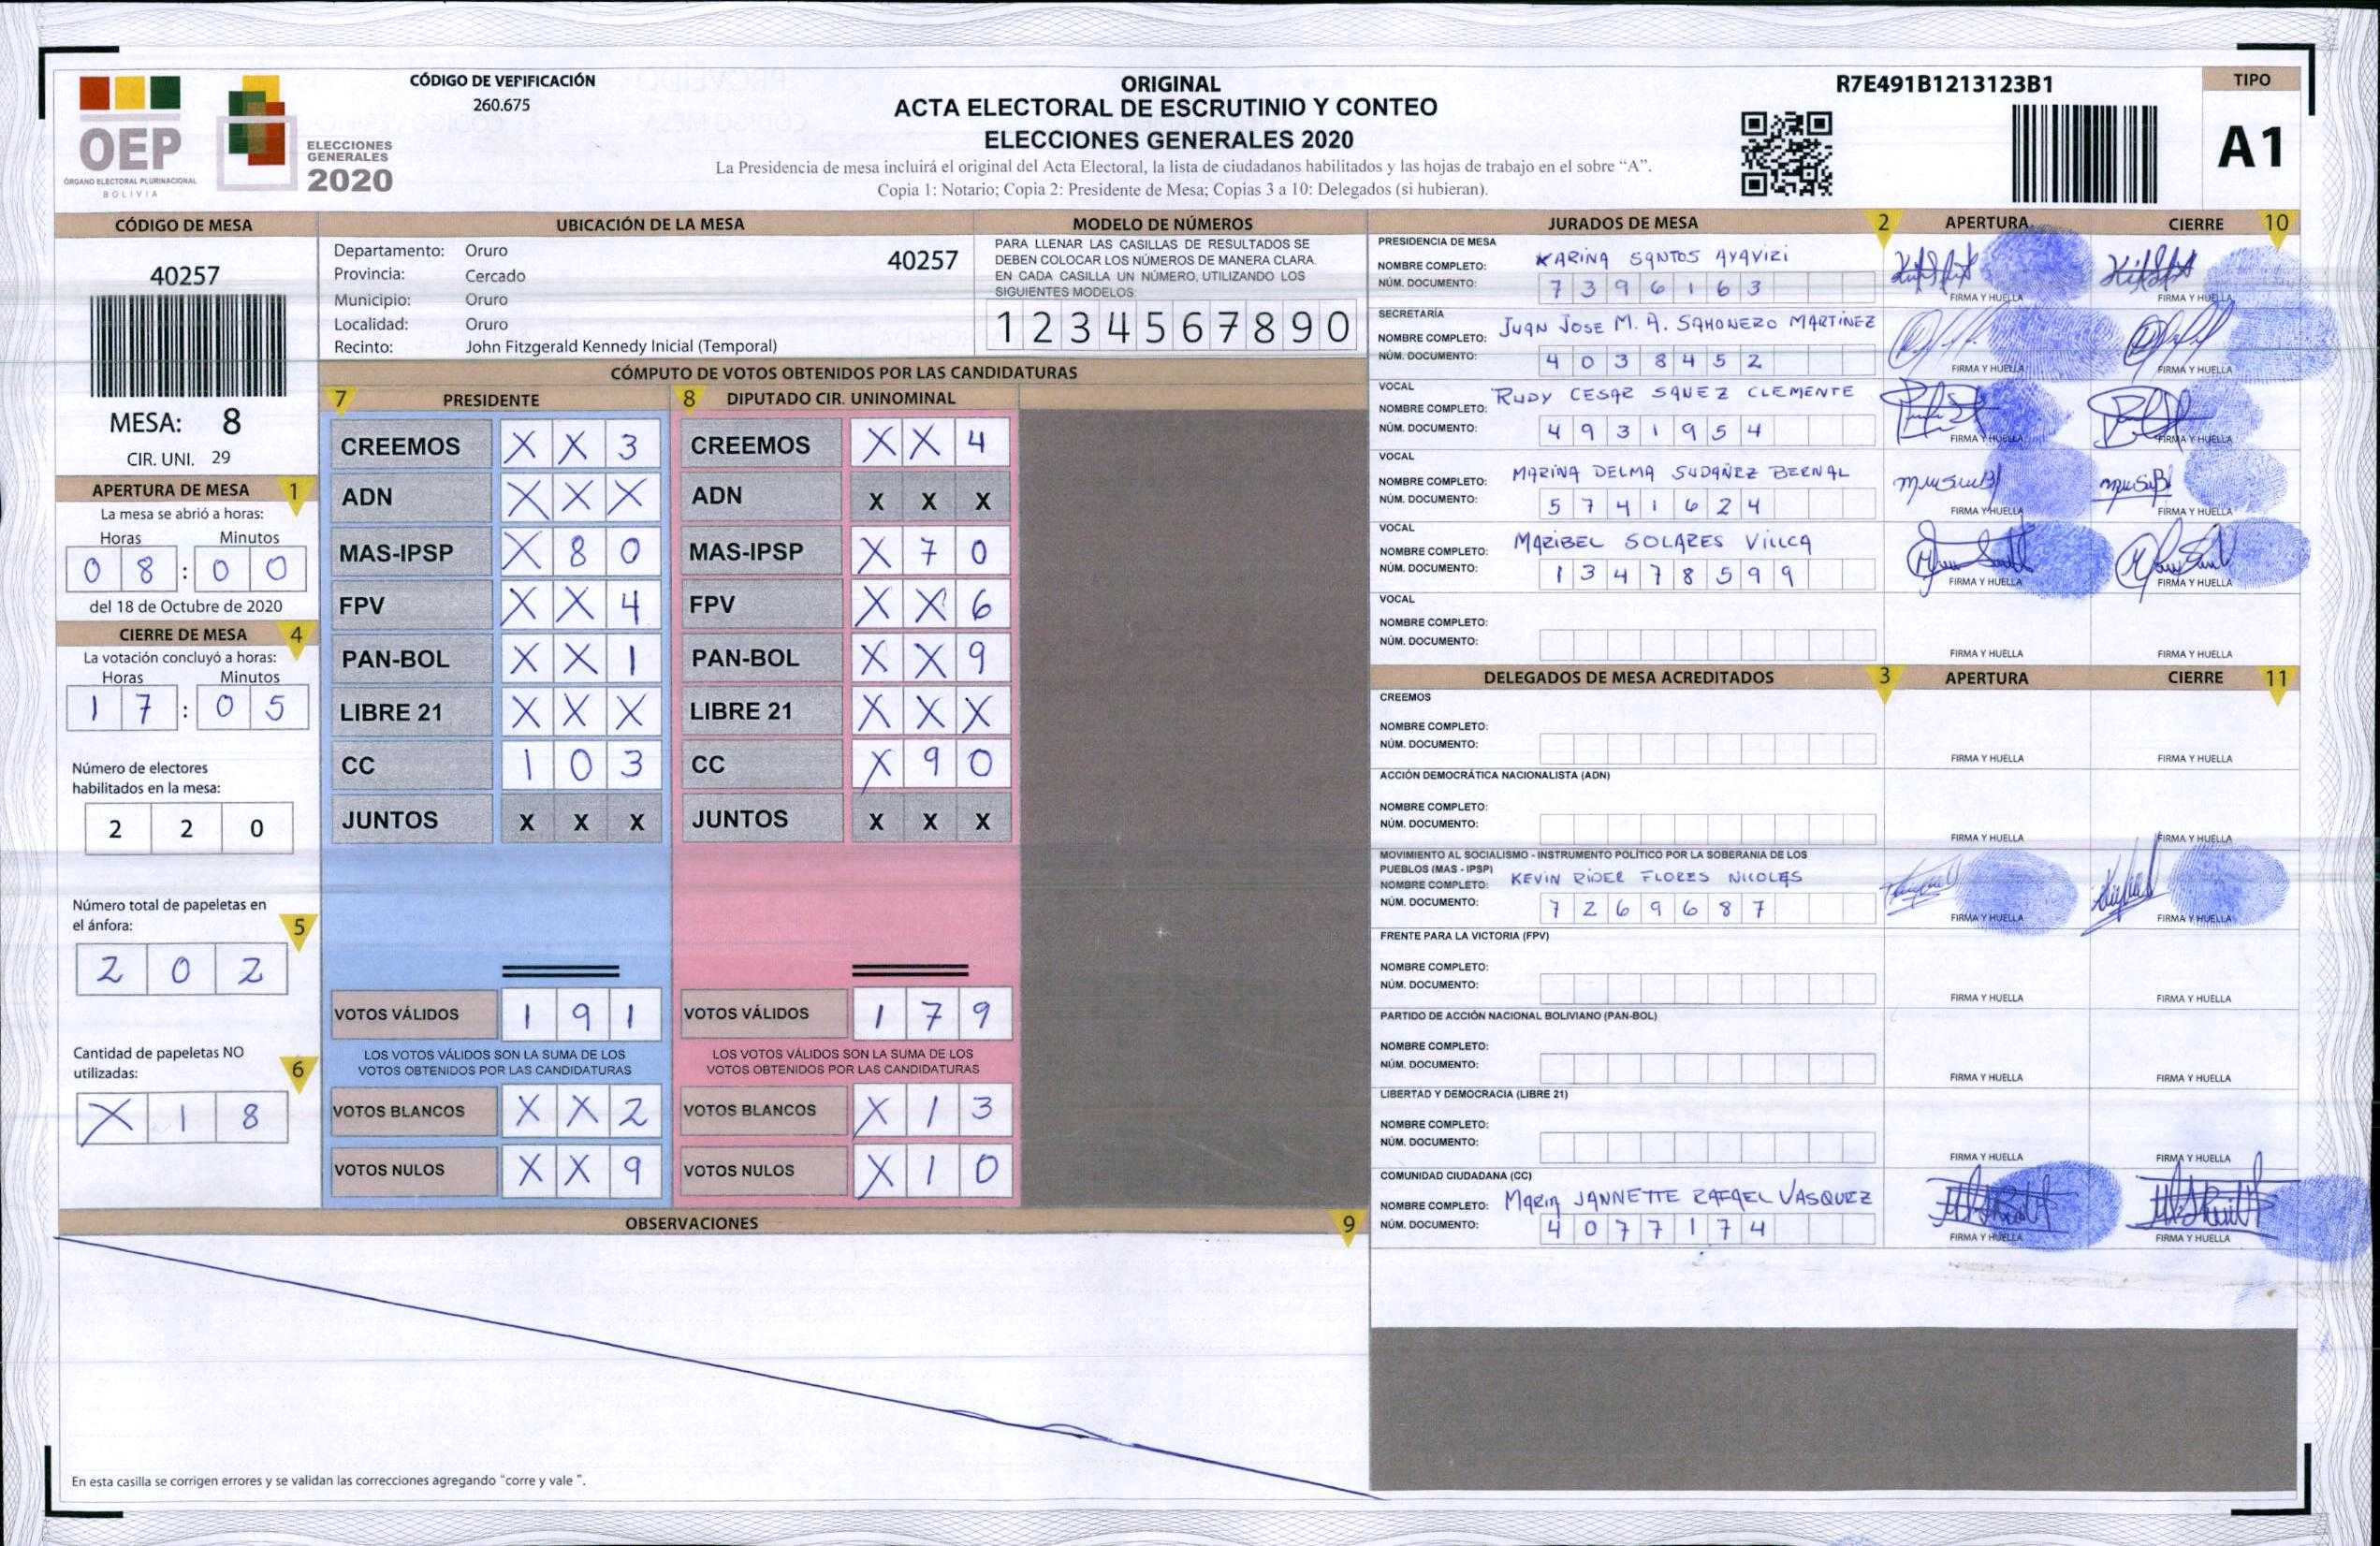 CÓDIGO DE VERIFICACIÓN
260.675
OEP
ÓRGANO ELECTORAL PLURINACIONAL
BOLIVIA
ELECCIONES
GENERALES
2020
ORIGINAL
ACTA ELECTORAL DE ESCRUTINIO Y CONTEO
ELECCIONES GENERALES 2020
La Presidencia de mesa incluirá el original del Acta Electoral, la lista de ciudadanos habilitados y las hojas de trabajo en el sobre “A”.
Copia 1: Notario; Copia 2: Presidente de Mesa; Copias 3 a 10: Delegados (si hubieran).
R7E491B1213123B1
TIPO
A1
CÓDIGO DE MESA
40257
MESA: 8
CIR. UNI. 29
APERTURA DE MESA 1
La mesa se abrió a horas:
Horas Minutos
0 8 : 0 0
del 18 de Octubre de 2020
CIERRE DE MESA 4
La votación concluyó a horas:
Horas Minutos
1 7 : 0 5
Número de electores
habilitados en la mesa:
2 2 0
Número total de papeletas en
el ánfora: 5
2 0 2
Cantidad de papeletas NO
utilizadas: 6
X 1 8
UBICACIÓN DE LA MESA
Departamento: Oruro 40257
Provincia: Cercado
Municipio: Oruro
Localidad: Oruro
Recinto: John Fitzgerald Kennedy Inicial (Temporal)
MODELO DE NÚMEROS
PARA LLENAR LAS CASILLAS DE RESULTADOS SE
DEBEN COLOCAR LOS NÚMEROS DE MANERA CLARA.
EN CADA CASILLA UN NÚMERO, UTILIZANDO LOS
SIGUIENTES MODELOS:
1 2 3 4 5 6 7 8 9 0
CÓMPUTO DE VOTOS OBTENIDOS POR LAS CANDIDATURAS
7 PRESIDENTE
CREEMOS X X 3
ADN X X X
MAS-IPSP X 8 0
FPV X X 4
PAN-BOL X X 1
LIBRE 21 X X X
CC 1 0 3
JUNTOS X X X
VOTOS VÁLIDOS 1 9 1
LOS VOTOS VÁLIDOS SON LA SUMA DE LOS
VOTOS OBTENIDOS POR LAS CANDIDATURAS
VOTOS BLANCOS X X 2
VOTOS NULOS X X 9
8 DIPUTADO CIR. UNINOMINAL
CREEMOS X X 4
ADN X X X
MAS-IPSP X 7 0
FPV X X 6
PAN-BOL X X 9
LIBRE 21 X X X
CC X 9 0
JUNTOS X X X
VOTOS VÁLIDOS 1 7 9
LOS VOTOS VÁLIDOS SON LA SUMA DE LOS
VOTOS OBTENIDOS POR LAS CANDIDATURAS
VOTOS BLANCOS X 1 3
VOTOS NULOS X 1 0
OBSERVACIONES 9
En esta casilla se corrigen errores y se validan las correcciones agregando “corre y vale ”.
JURADOS DE MESA 2 APERTURA CIERRE 10
PRESIDENCIA DE MESA
NOMBRE COMPLETO: KARINA SANTOS AYAVIRI
NÚM. DOCUMENTO: 7 3 9 6 1 6 3
FIRMA Y HUELLA FIRMA Y HUELLA
SECRETARÍA
NOMBRE COMPLETO: JUAN JOSE M. A. SAHONERO MARTÍNEZ
NÚM. DOCUMENTO: 4 0 3 8 4 5 2
FIRMA Y HUELLA FIRMA Y HUELLA
VOCAL
NOMBRE COMPLETO: RUDY CESAR SAUEZ CLEMENTE
NÚM. DOCUMENTO: 4 9 3 1 9 5 4
FIRMA Y HUELLA FIRMA Y HUELLA
VOCAL
NOMBRE COMPLETO: MARINA DELMA SUDAÑEZ BERNAL
NÚM. DOCUMENTO: 5 7 4 1 6 2 4
FIRMA Y HUELLA FIRMA Y HUELLA
VOCAL
NOMBRE COMPLETO: MARIBEL SOLARES VILLCA
NÚM. DOCUMENTO: 1 3 4 7 8 5 9 9
FIRMA Y HUELLA FIRMA Y HUELLA
VOCAL
NOMBRE COMPLETO:
NÚM. DOCUMENTO:
FIRMA Y HUELLA FIRMA Y HUELLA
DELEGADOS DE MESA ACREDITADOS 3 APERTURA CIERRE 11
CREEMOS
NOMBRE COMPLETO:
NÚM. DOCUMENTO:
FIRMA Y HUELLA FIRMA Y HUELLA
ACCIÓN DEMOCRÁTICA NACIONALISTA (ADN)
NOMBRE COMPLETO:
NÚM. DOCUMENTO:
FIRMA Y HUELLA FIRMA Y HUELLA
MOVIMIENTO AL SOCIALISMO - INSTRUMENTO POLÍTICO POR LA SOBERANIA DE LOS
PUEBLOS (MAS - IPSP)
NOMBRE COMPLETO: KEVIN RIDER FLORES NICOLAS
NÚM. DOCUMENTO: 7 2 6 9 6 8 7
FIRMA Y HUELLA FIRMA Y HUELLA
FRENTE PARA LA VICTORIA (FPV)
NOMBRE COMPLETO:
NÚM. DOCUMENTO:
FIRMA Y HUELLA FIRMA Y HUELLA
PARTIDO DE ACCIÓN NACIONAL BOLIVIANO (PAN-BOL)
NOMBRE COMPLETO:
NÚM. DOCUMENTO:
FIRMA Y HUELLA FIRMA Y HUELLA
LIBERTAD Y DEMOCRACIA (LIBRE 21)
NOMBRE COMPLETO:
NÚM. DOCUMENTO:
FIRMA Y HUELLA FIRMA Y HUELLA
COMUNIDAD CIUDADANA (CC)
NOMBRE COMPLETO: MARIA JANNETTE RAFAEL VASQUEZ
NÚM. DOCUMENTO: 4 0 7 7 1 7 4
FIRMA Y HUELLA FIRMA Y HUELLA